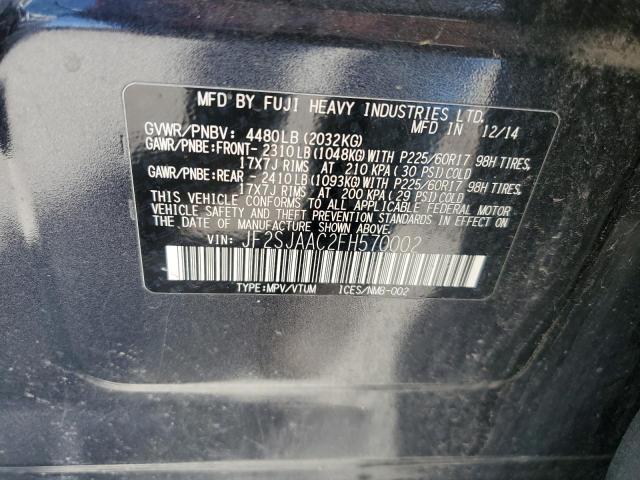 MFD BY FUJI HEAVY INDUSTRIES LTD.
MFD IN 12/14
GVWR/PNBV: 4480LB (2032KG)
GAWR/PNBE:FRONT- 2310LB (1048KG) WITH P225/60R17 98H TIRES,
17X7J RIMS AT 210 KPA (30 PSI) COLD
GAWR/PNBE:REAR - 2410LB (1093KG) WITH P225/60R17 98H TIRES,
17X7J RIMS AT 200 KPA (29 PSI) COLD
THIS VEHICLE CONFORMS TO ALL APPLICABLE FEDERAL MOTOR
VEHICLE SAFETY AND THEFT PREVENTION STANDARDS IN EFFECT ON
THE DATE OF MANUFACTURE SHOWN ABOVE.
VIN: JF2SJAAC2FH570002
TYPE:MPV/VTUM ICES/NMB-002